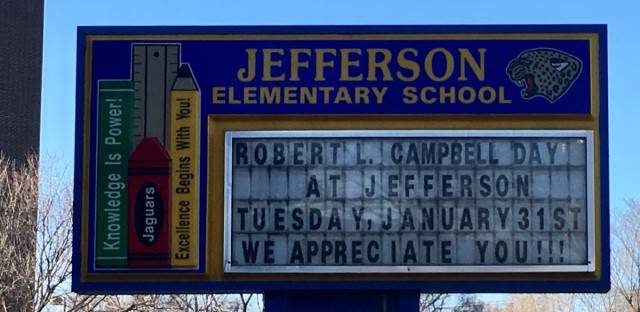 JEFFERSON
ELEMENTARY SCHOOL
Knowledge Is Power!
Jaguars
Excellence Begins With You!
ROBERT L. CAMPBELL DAY
AT JEFFERSON
TUESDAY, JANUARY 31ST
WE APPRECIATE YOU!!!